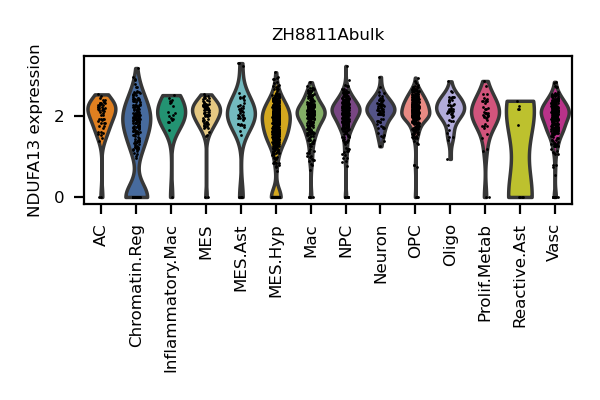 ZH8811Abulk
NDUFA13 expression
2
0
AC
Chromatin.Reg
Inflammatory.Mac
MES
MES.Ast
MES.Hyp
Mac
NPC
Neuron
OPC
Oligo
Prolif.Metab
Reactive.Ast
Vasc